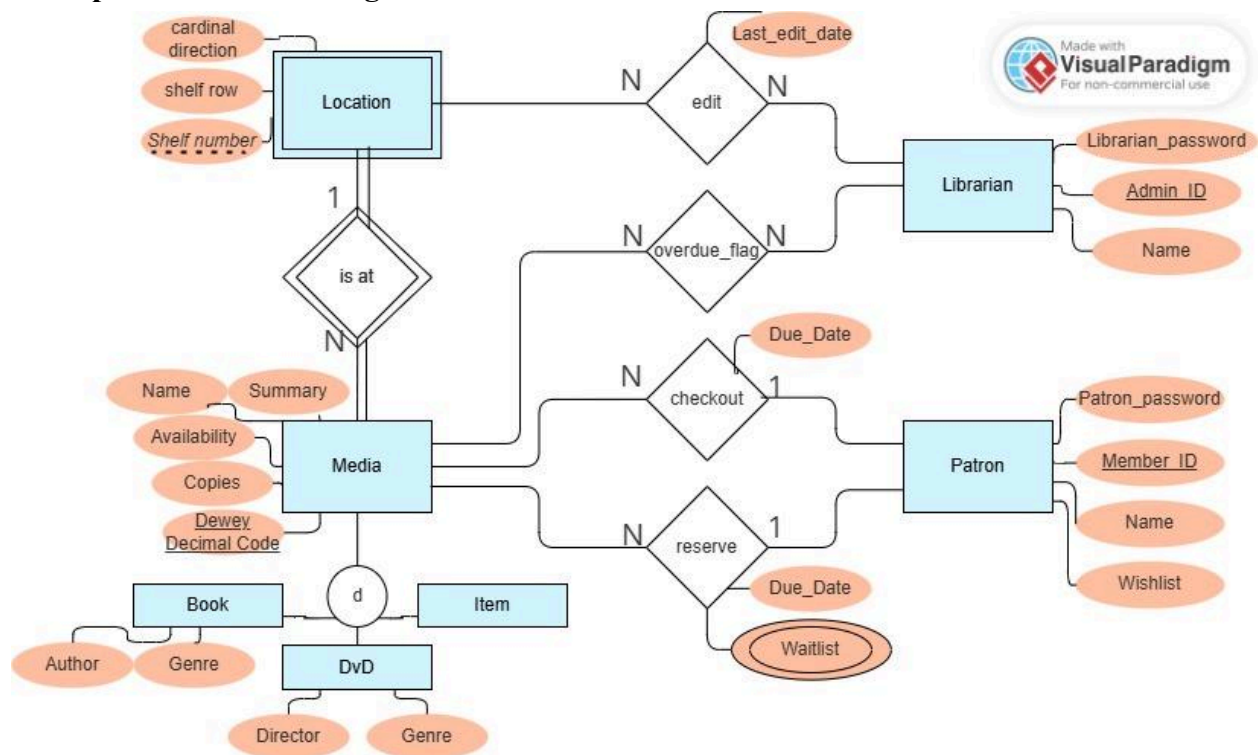 cardinal
direction
shelf row
Shelf number
Location
Last_edit_date
N
edit
N
Made with
VisualParadigm
For non-commercial use
Librarian
Librarian_password
Admin_ID
Name
1
is at
N
N
overdue_flag
N
Due_Date
N
checkout
1
Name
Summary
Availability
Copies
Dewey
Decimal Code
Media
Patron
Patron_password
Member_ID
Name
Wishlist
N
reserve
1
Due_Date
Waitlist
d
Book
Item
Author
Genre
DvD
Director
Genre